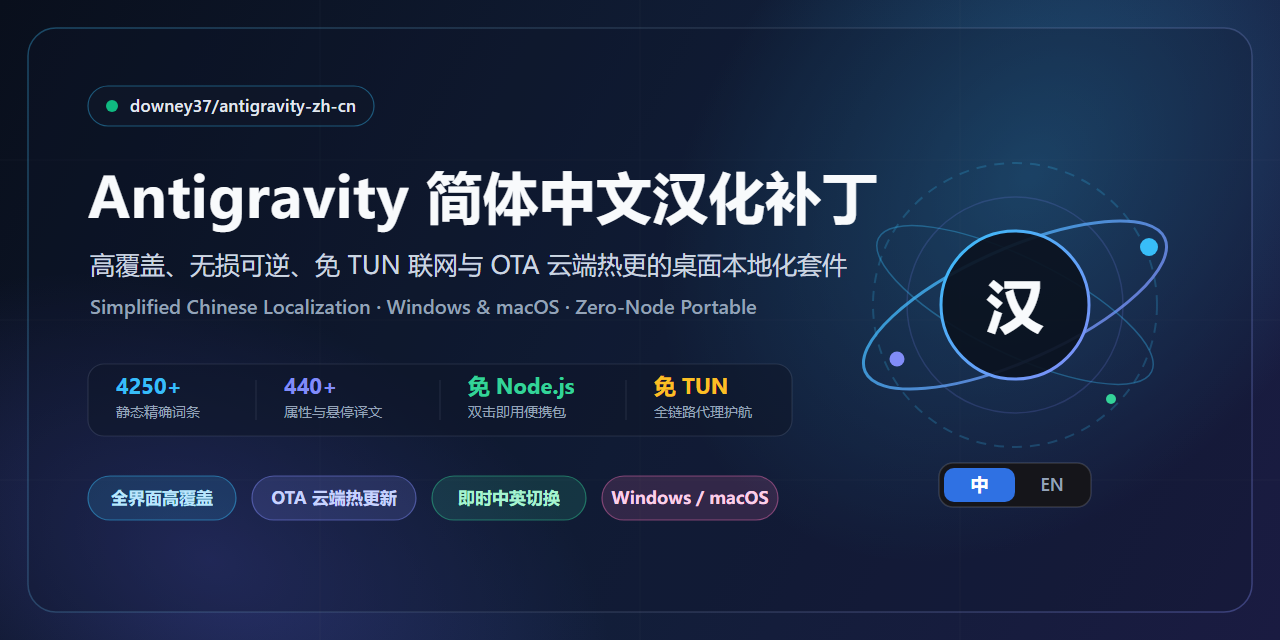 downey37/antigravity-zh-cn
Antigravity 简体中文汉化补丁
高覆盖、无损可逆、免 TUN 联网与 OTA 云端热更的桌面本地化套件
Simplified Chinese Localization · Windows & macOS · Zero-Node Portable
汉
4250+ 440+ 免 Node.js 免 TUN
静态精确词条 属性与悬停译文 双击即用便携包 全链路代理护航
全界面高覆盖 OTA 云端热更新 即时中英切换 Windows / macOS
中 EN